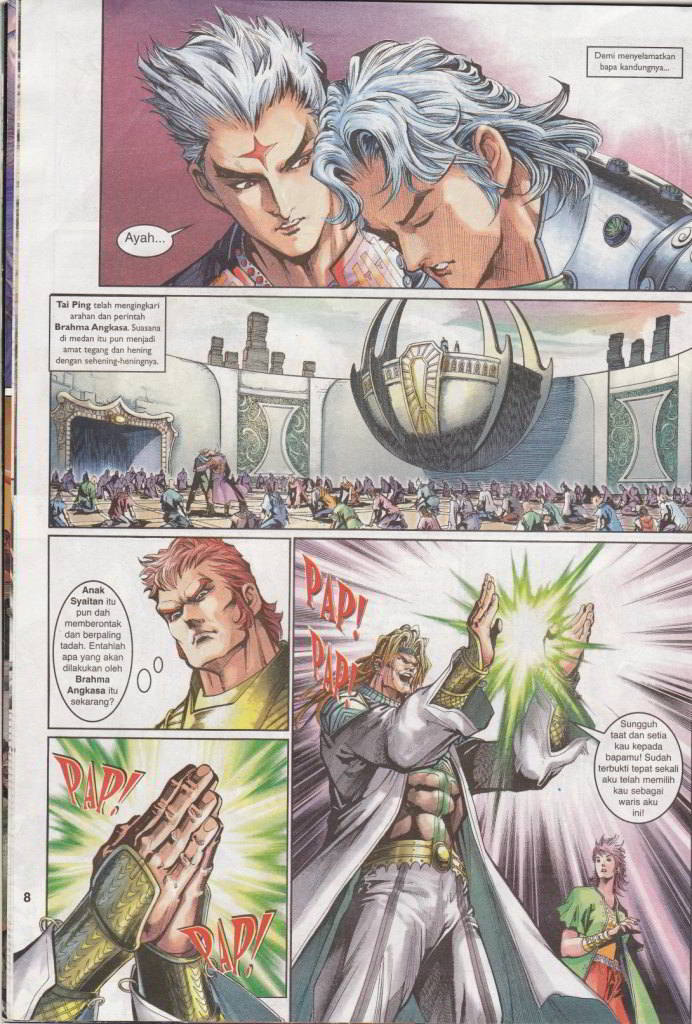 Demi menyelamatkan
bapa kandungnya...
Ayah...
Tai Ping telah mengingkari
arahan dan perintah
Brahma Angkasa. Suasana
di medan itu pun menjadi
amat tegang dan hening
dengan sehening-heningnya.
Anak
Syaitan itu
pun dah
memberontak
dan berpaling
tadah. Entahlah
apa yang akan
dilakukan oleh
Brahma
Angkasa itu
sekarang?
PAP!
PAP!
Sungguh
taat dan setia
kau kepada
bapamu! Sudah
terbukti tepat sekali
aku telah memilih
kau sebagai
waris aku
ini!
PAP!
PAP!
8